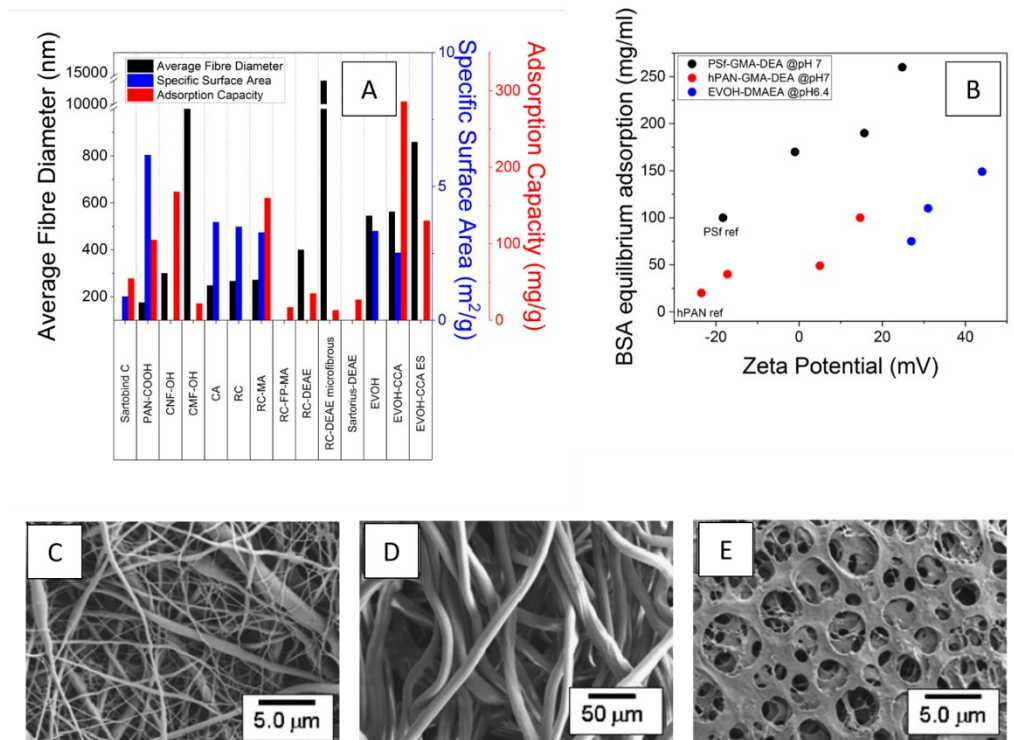 A
Average Fibre Diameter (nm)
15000
10000
800
600
400
200
Average Fibre Diameter
Specific Surface Area
Adsorption Capacity
10
5
0
Specific Surface Area (m²/g)
300
200
100
0
Adsorption Capacity (mg/g)
Sartobind C
PAN-COOH
CNF-OH
CMF-OH
CA
RC
RC-MA
RC-FP-MA
RC-DEAE
RC-DEAE microfibrous
Sartorius-DEAE
EVOH
EVOH-CCA
EVOH-CCA ES
B
BSA equilibrium adsorption (mg/ml)
250
200
150
100
50
0
PSf-GMA-DEA @pH 7
hPAN-GMA-DEA @pH7
EVOH-DMAEA @pH6.4
PSf ref
hPAN ref
-20
0
20
40
Zeta Potential (mV)
C
5.0 μm
D
50 μm
E
5.0 μm